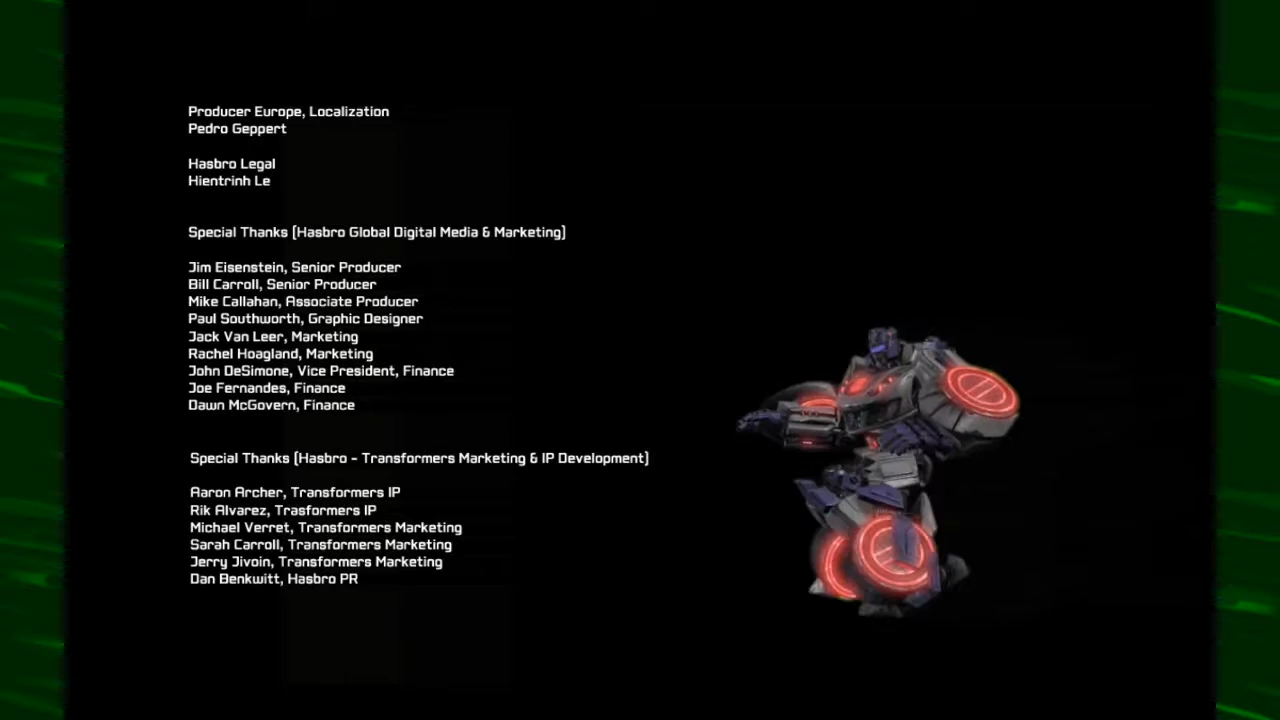 Producer Europe, Localization
Pedro Geppert
Hasbro Legal
Hientrinh Le
Special Thanks (Hasbro Global Digital Media & Marketing)
Jim Eisenstein, Senior Producer
Bill Carroll, Senior Producer
Mike Callahan, Associate Producer
Paul Southworth, Graphic Designer
Jack Van Leer, Marketing
Rachel Hoagland, Marketing
John DeSimone, Vice President, Finance
Joe Fernandes, Finance
Dawn McGovern, Finance
Special Thanks (Hasbro - Transformers Marketing & IP Development)
Aaron Archer, Transformers IP
Rik Alvarez, Trasformers IP
Michael Verret, Transformers Marketing
Sarah Carroll, Transformers Marketing
Jerry Jivoin, Transformers Marketing
Dan Benkwitt, Hasbro PR